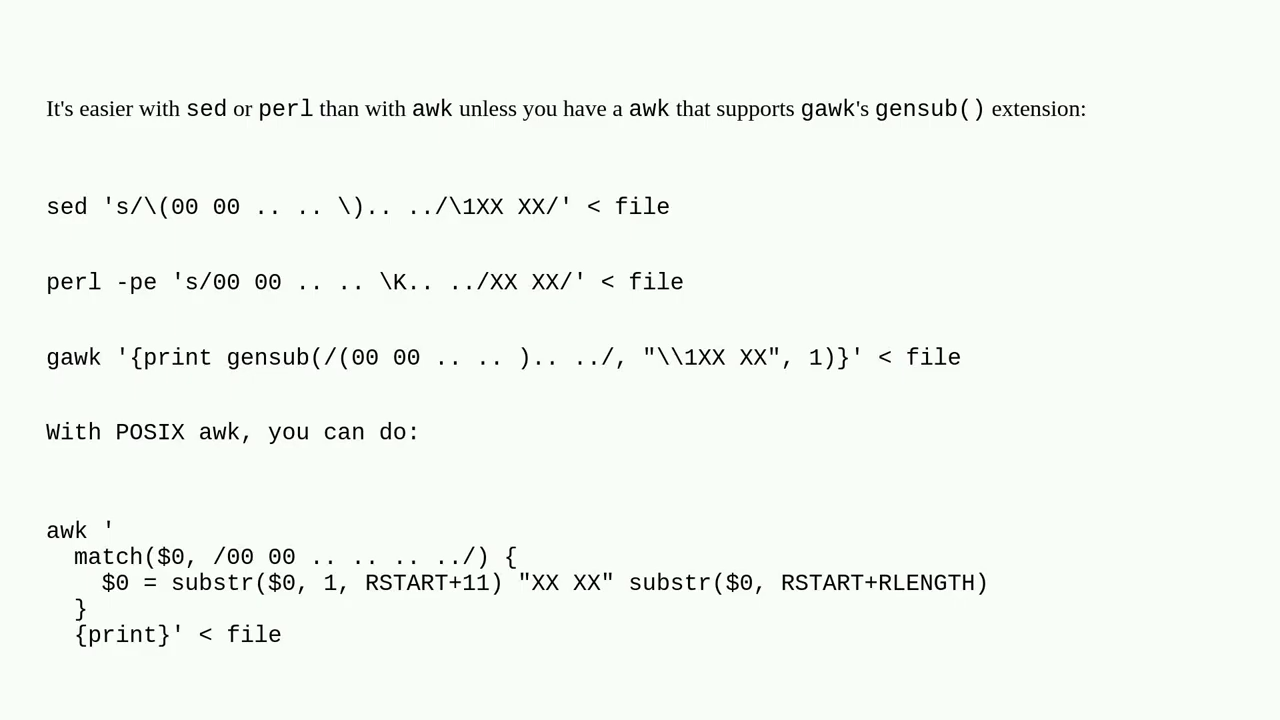 It's easier with sed or perl than with awk unless you have a awk that supports gawk's gensub() extension:
sed 's/\(00 00 .. .. \).. ../\1XX XX/' < file
perl -pe 's/00 00 .. .. \K.. ../XX XX/' < file
gawk '{print gensub(/(00 00 .. .. ).. ../, "\\1XX XX", 1)}' < file
With POSIX awk, you can do:
awk '
  match($0, /00 00 .. .. .. ../) {
    $0 = substr($0, 1, RSTART+11) "XX XX" substr($0, RSTART+RLENGTH)
  }
  {print}' < file